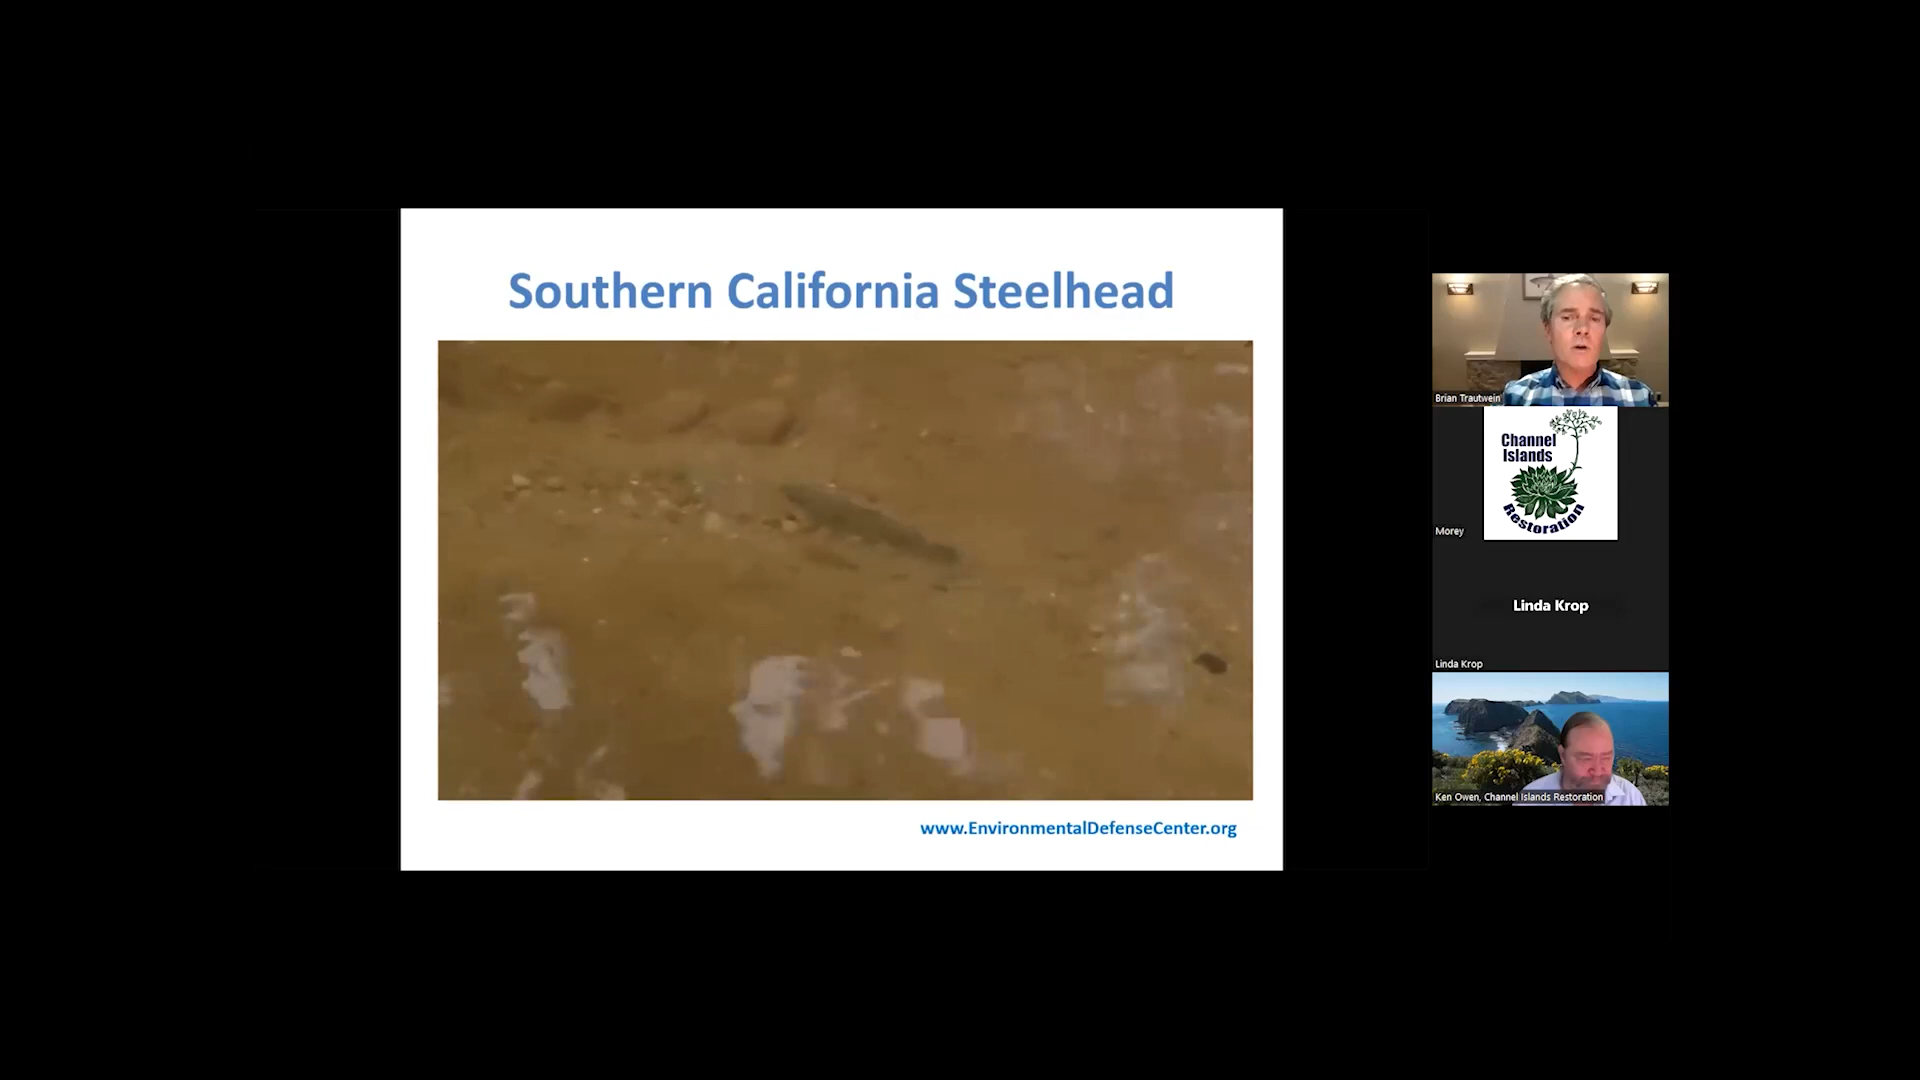 Southern California Steelhead
www.EnvironmentalDefenseCenter.org
Brian Trautwein
Channel
Islands
Restoration
Morey
Linda Krop
Linda Krop
Ken Owen, Channel Islands Restoration